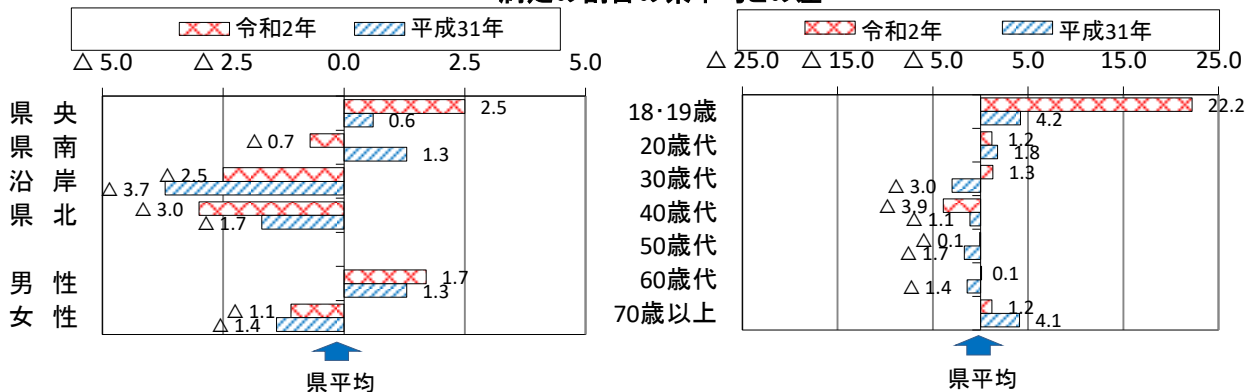 令和2年 平成31年
△ 5.0 △ 2.5 0.0 2.5 5.0
県 央 2.5
0.6
県 南 △ 0.7
1.3
沿 岸 △ 2.5
△ 3.7
県 北 △ 3.0
△ 1.7
男 性 1.7
1.3
女 性 △ 1.1
△ 1.4
県平均
令和2年 平成31年
△ 25.0 △ 15.0 △ 5.0 5.0 15.0 25.0
18・19歳 22.2
4.2
20歳代 1.2
1.8
30歳代 1.3
△ 3.0
40歳代 △ 3.9
△ 1.1
50歳代 △ 0.1
△ 1.7
60歳代 0.1
△ 1.4
70歳以上 1.2
4.1
県平均